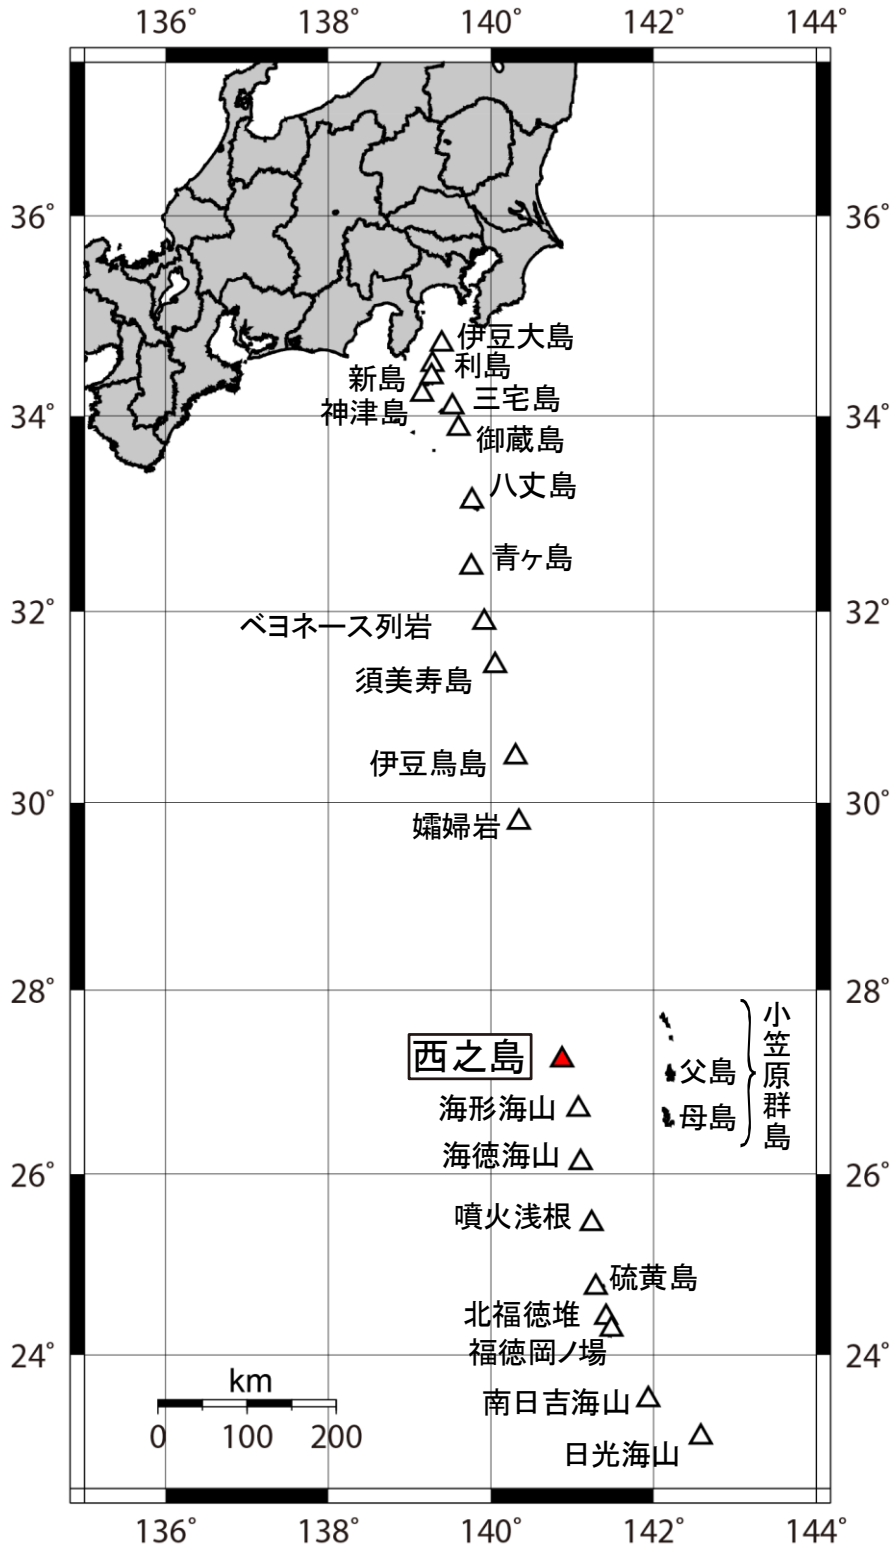 136° 138° 140° 142° 144°
36° 36°
伊豆大島
利島
新島
三宅島
神津島
34° 34°
御蔵島
八丈島
青ヶ島
32° 32°
ベヨネース列岩
須美寿島
伊豆鳥島
30° 30°
孀婦岩
28° 28°
小笠原群島
西之島
父島
海形海山
母島
海徳海山
26° 26°
噴火浅根
硫黄島
北福徳堆
福徳岡ノ場
24° 24°
km
南日吉海山
0 100 200
日光海山
136° 138° 140° 142° 144°